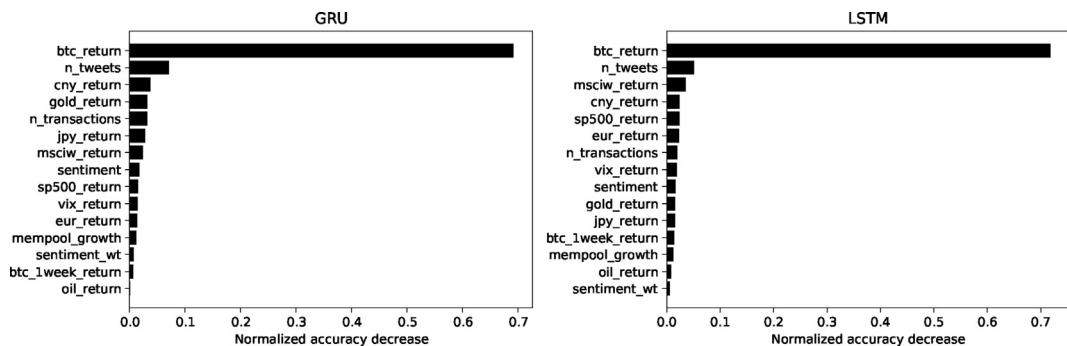 GRU
btc_return
n_tweets
cny_return
gold_return
n_transactions
jpy_return
msciw_return
sentiment
sp500_return
vix_return
eur_return
mempool_growth
sentiment_wt
btc_1week_return
oil_return
0.0 0.1 0.2 0.3 0.4 0.5 0.6 0.7
Normalized accuracy decrease
LSTM
btc_return
n_tweets
msciw_return
cny_return
sp500_return
eur_return
n_transactions
vix_return
sentiment
gold_return
jpy_return
btc_1week_return
mempool_growth
oil_return
sentiment_wt
0.0 0.1 0.2 0.3 0.4 0.5 0.6 0.7
Normalized accuracy decrease